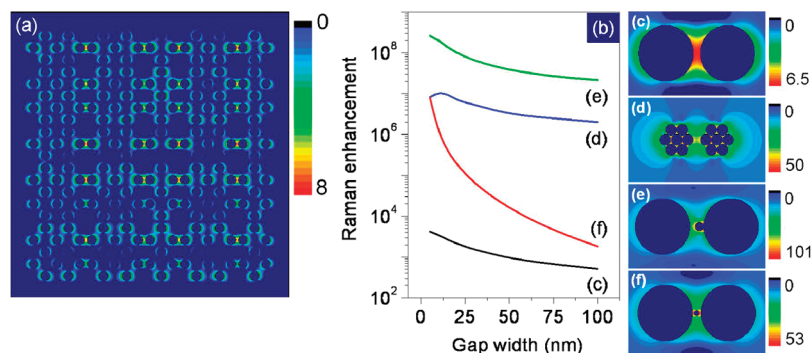 (a)
0
8
(b)
Raman enhancement
10^8
10^6
10^4
10^2
0 25 50 75 100
Gap width (nm)
(e)
(d)
(f)
(c)
(c)
0
6.5
(d)
0
50
(e)
0
101
(f)
0
53